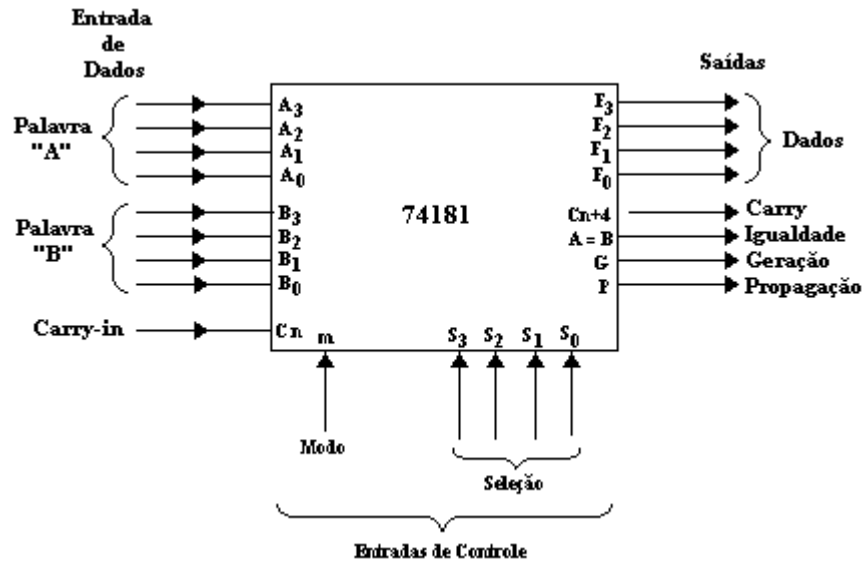 Entrada
de
Dados
Palavra
"A"
Palavra
"B"
Carry-in
A3
A2
A1
A0
B3
B2
B1
B0
Cn
m
S3
S2
S1
S0
74181
F3
F2
F1
F0
Cn+4
A = B
G
P
Saídas
Dados
Carry
Igualdade
Geração
Propagação
Modo
Seleção
Entradas de Controle